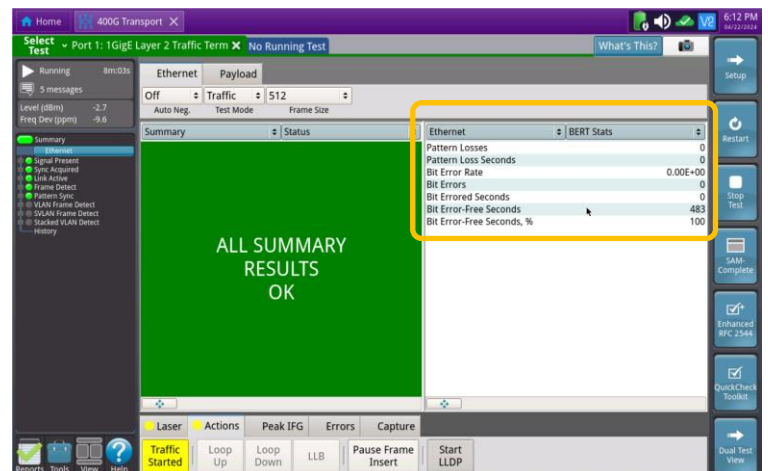 Home
400G Transport
6:12 PM
04/22/2024
Select Test
Port 1: 1GigE Layer 2 Traffic Term
No Running Test
What's This?
Running 8m:03s
5 messages
Level (dBm) -2.7
Freq Dev (ppm) -9.6
Summary
Ethernet
Signal Present
Sync Acquired
Link Active
Frame Detect
Pattern Sync
VLAN Frame Detect
SVLAN Frame Detect
Stacked VLAN Detect
History
Ethernet Payload
Off Traffic 512
Auto Neg. Test Mode Frame Size
Summary Status
ALL SUMMARY
RESULTS
OK
Ethernet BERT Stats
Pattern Losses 0
Pattern Loss Seconds 0
Bit Error Rate 0.00E+00
Bit Errors 0
Bit Errored Seconds 0
Bit Error-Free Seconds 483
Bit Error-Free Seconds, % 100
Setup
Restart
Stop
Test
SAM-
Complete
Enhanced
RFC 2544
QuickCheck
Toolkit
Dual Test
View
Laser Actions Peak IFG Errors Capture
Traffic Started
Loop Up
Loop Down
LLB
Pause Frame Insert
Start LLDP
Reports Tools View Help